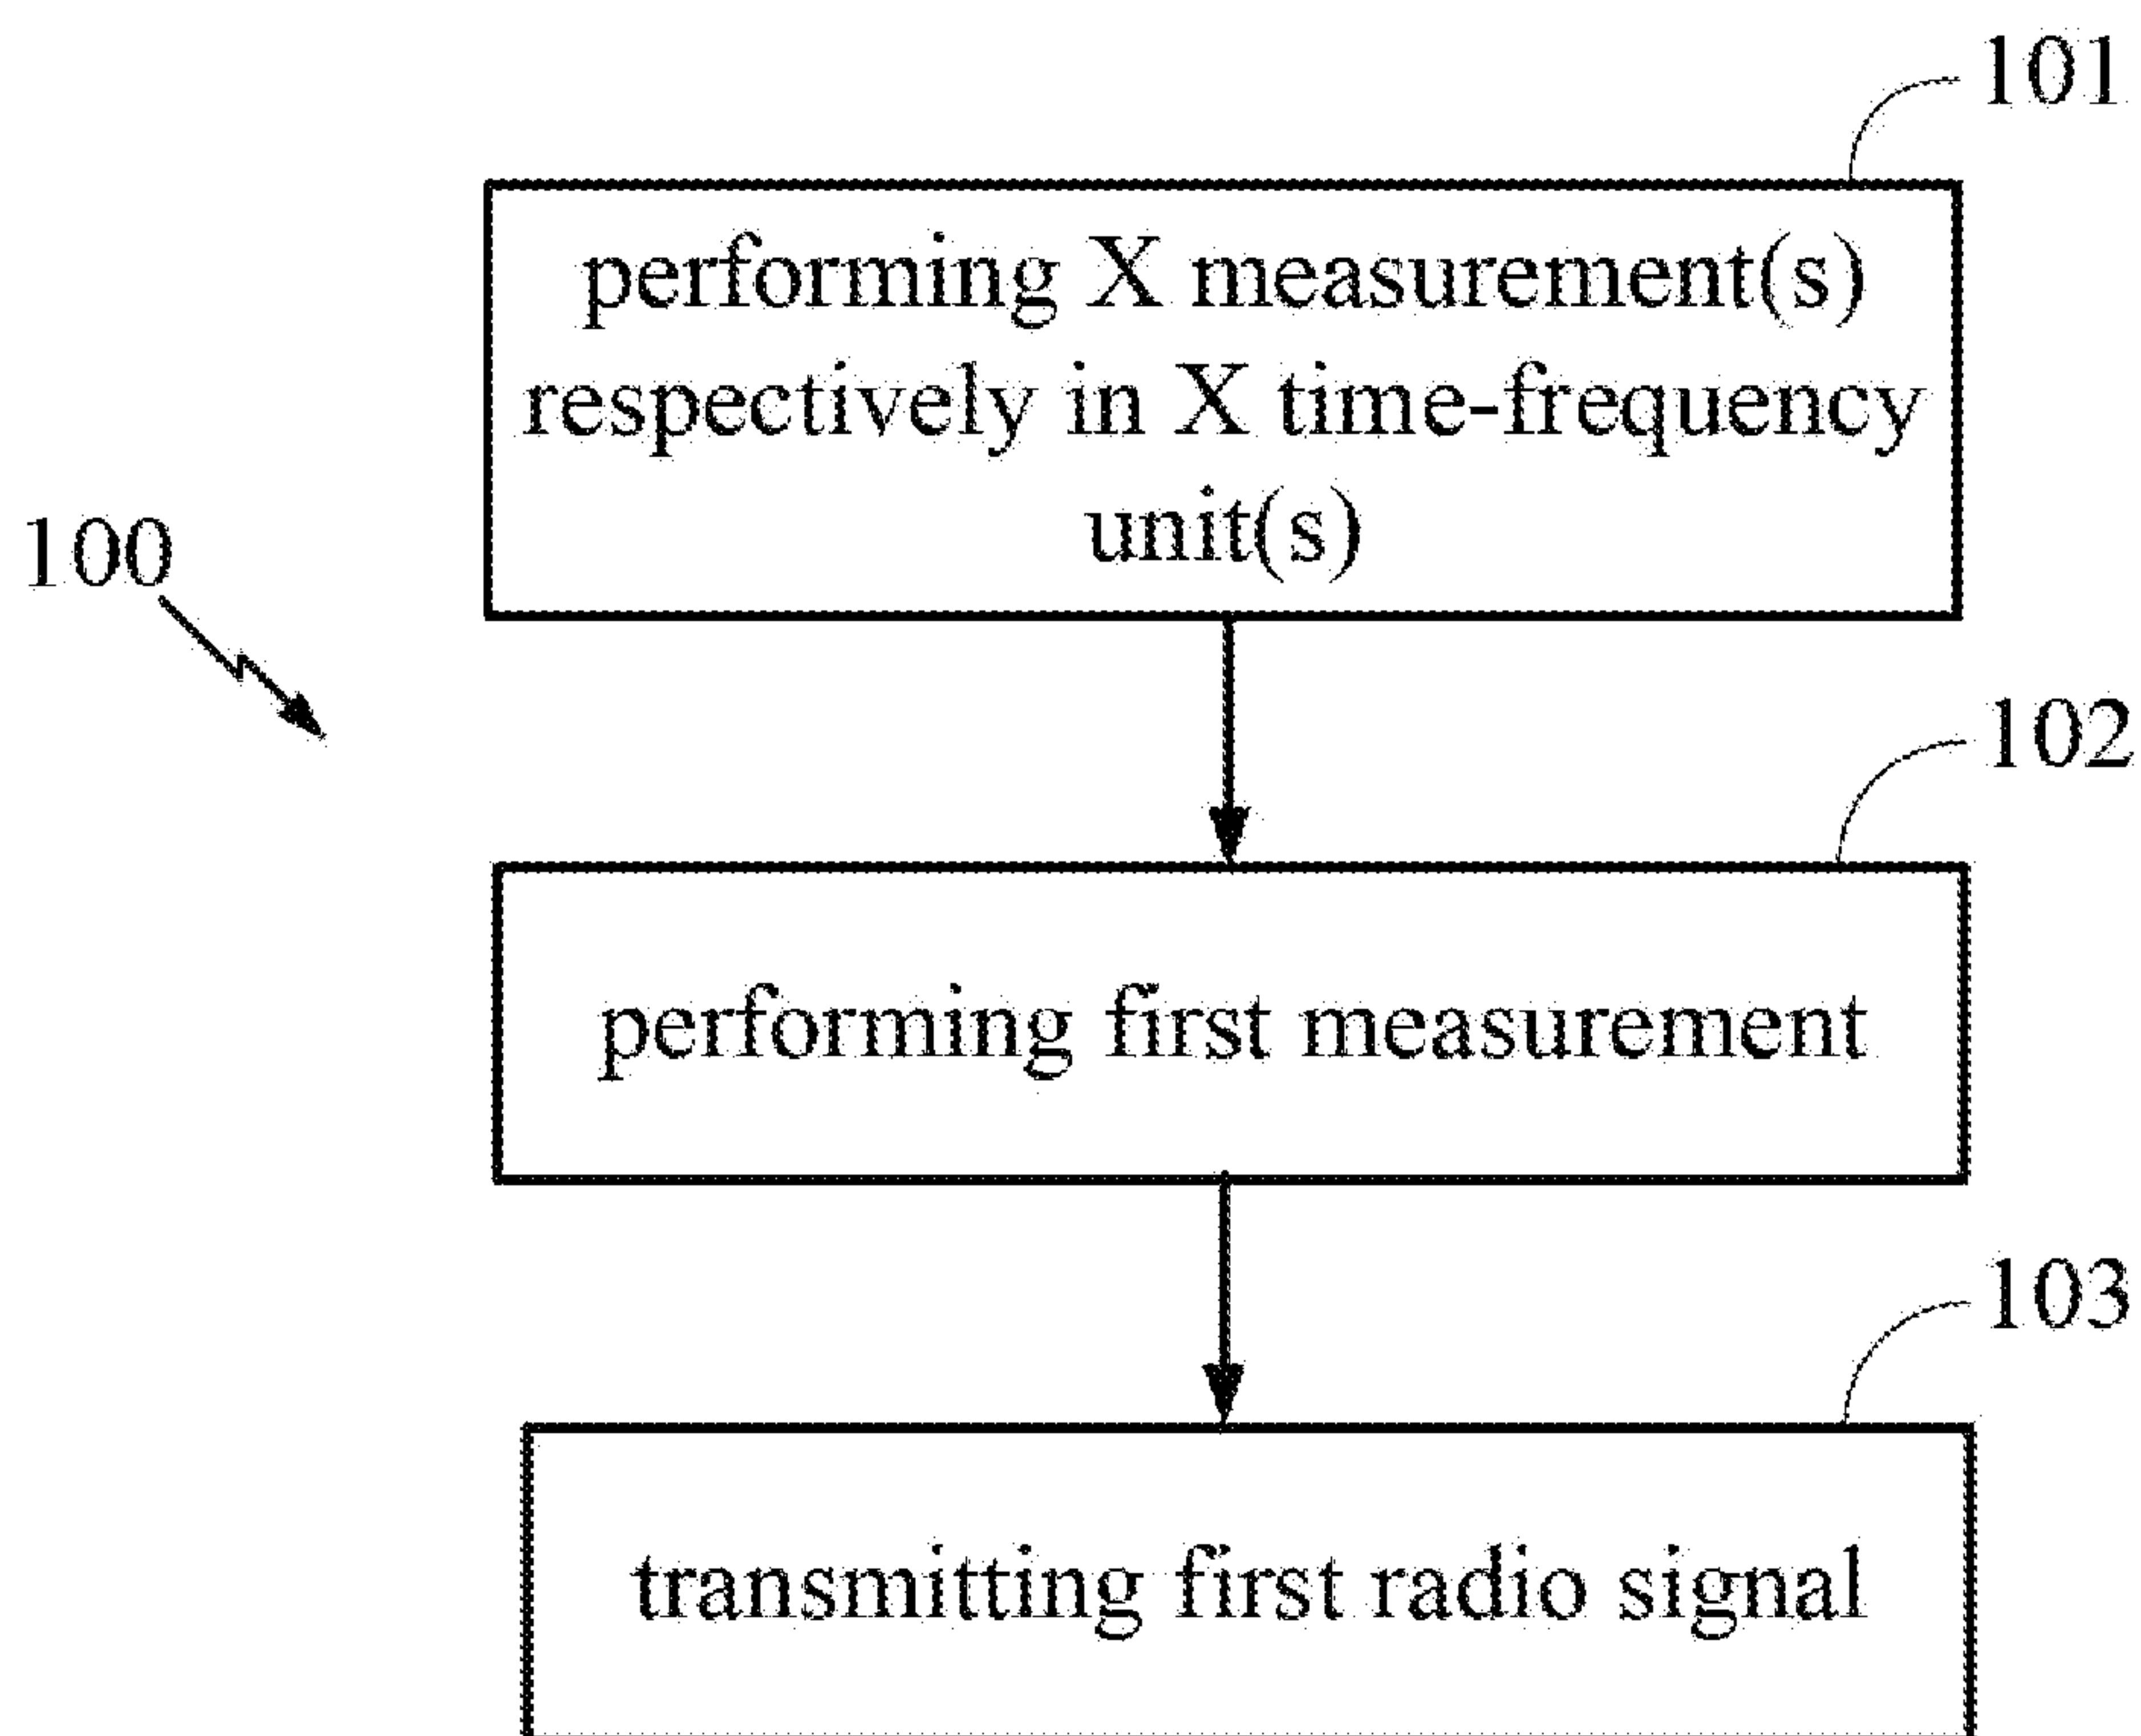 101
performing X measurement(s)
respectively in X time-frequency
unit(s)
100
102
performing first measurement
103
transmitting first radio signal